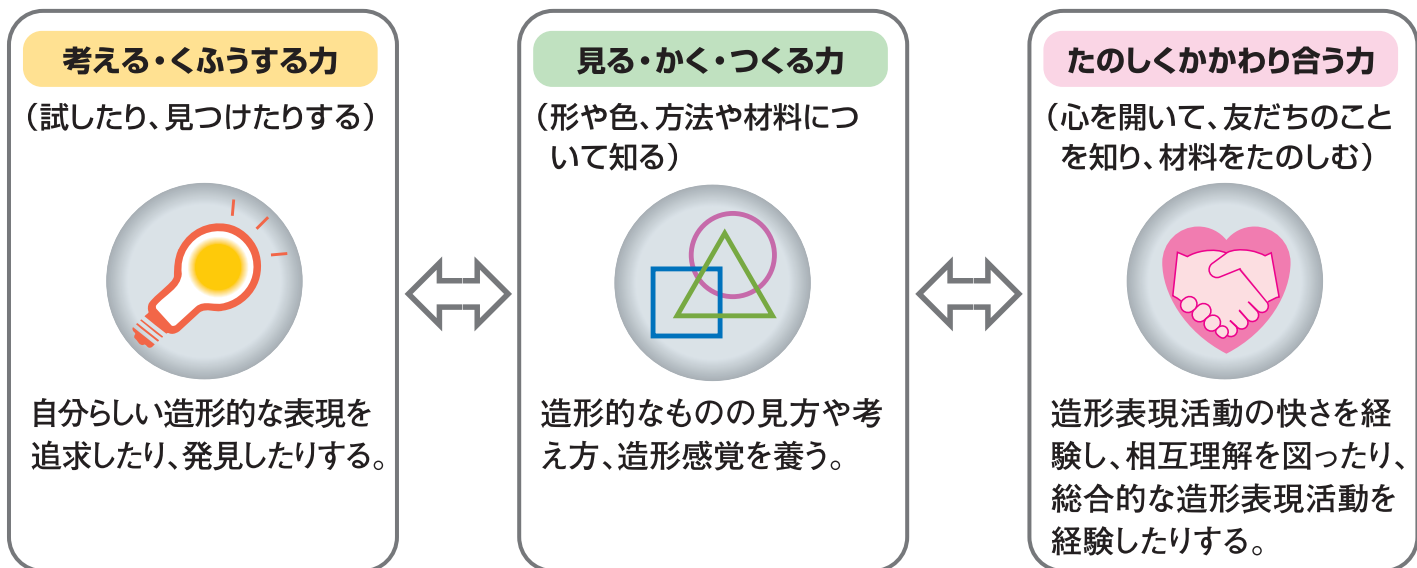 考える・くふうする力
（試したり、見つけたりする）
自分らしい造形的な表現を
追求したり、発見したりする。
見る・かく・つくる力
（形や色、方法や材料につ
いて知る）
造形的なものの見方や考
え方、造形感覚を養う。
たのしくかかわり合う力
（心を開いて、友だちのこと
を知り、材料をたのしむ）
造形表現活動の快さを経
験し、相互理解を図ったり、
総合的な造形表現活動を
経験したりする。